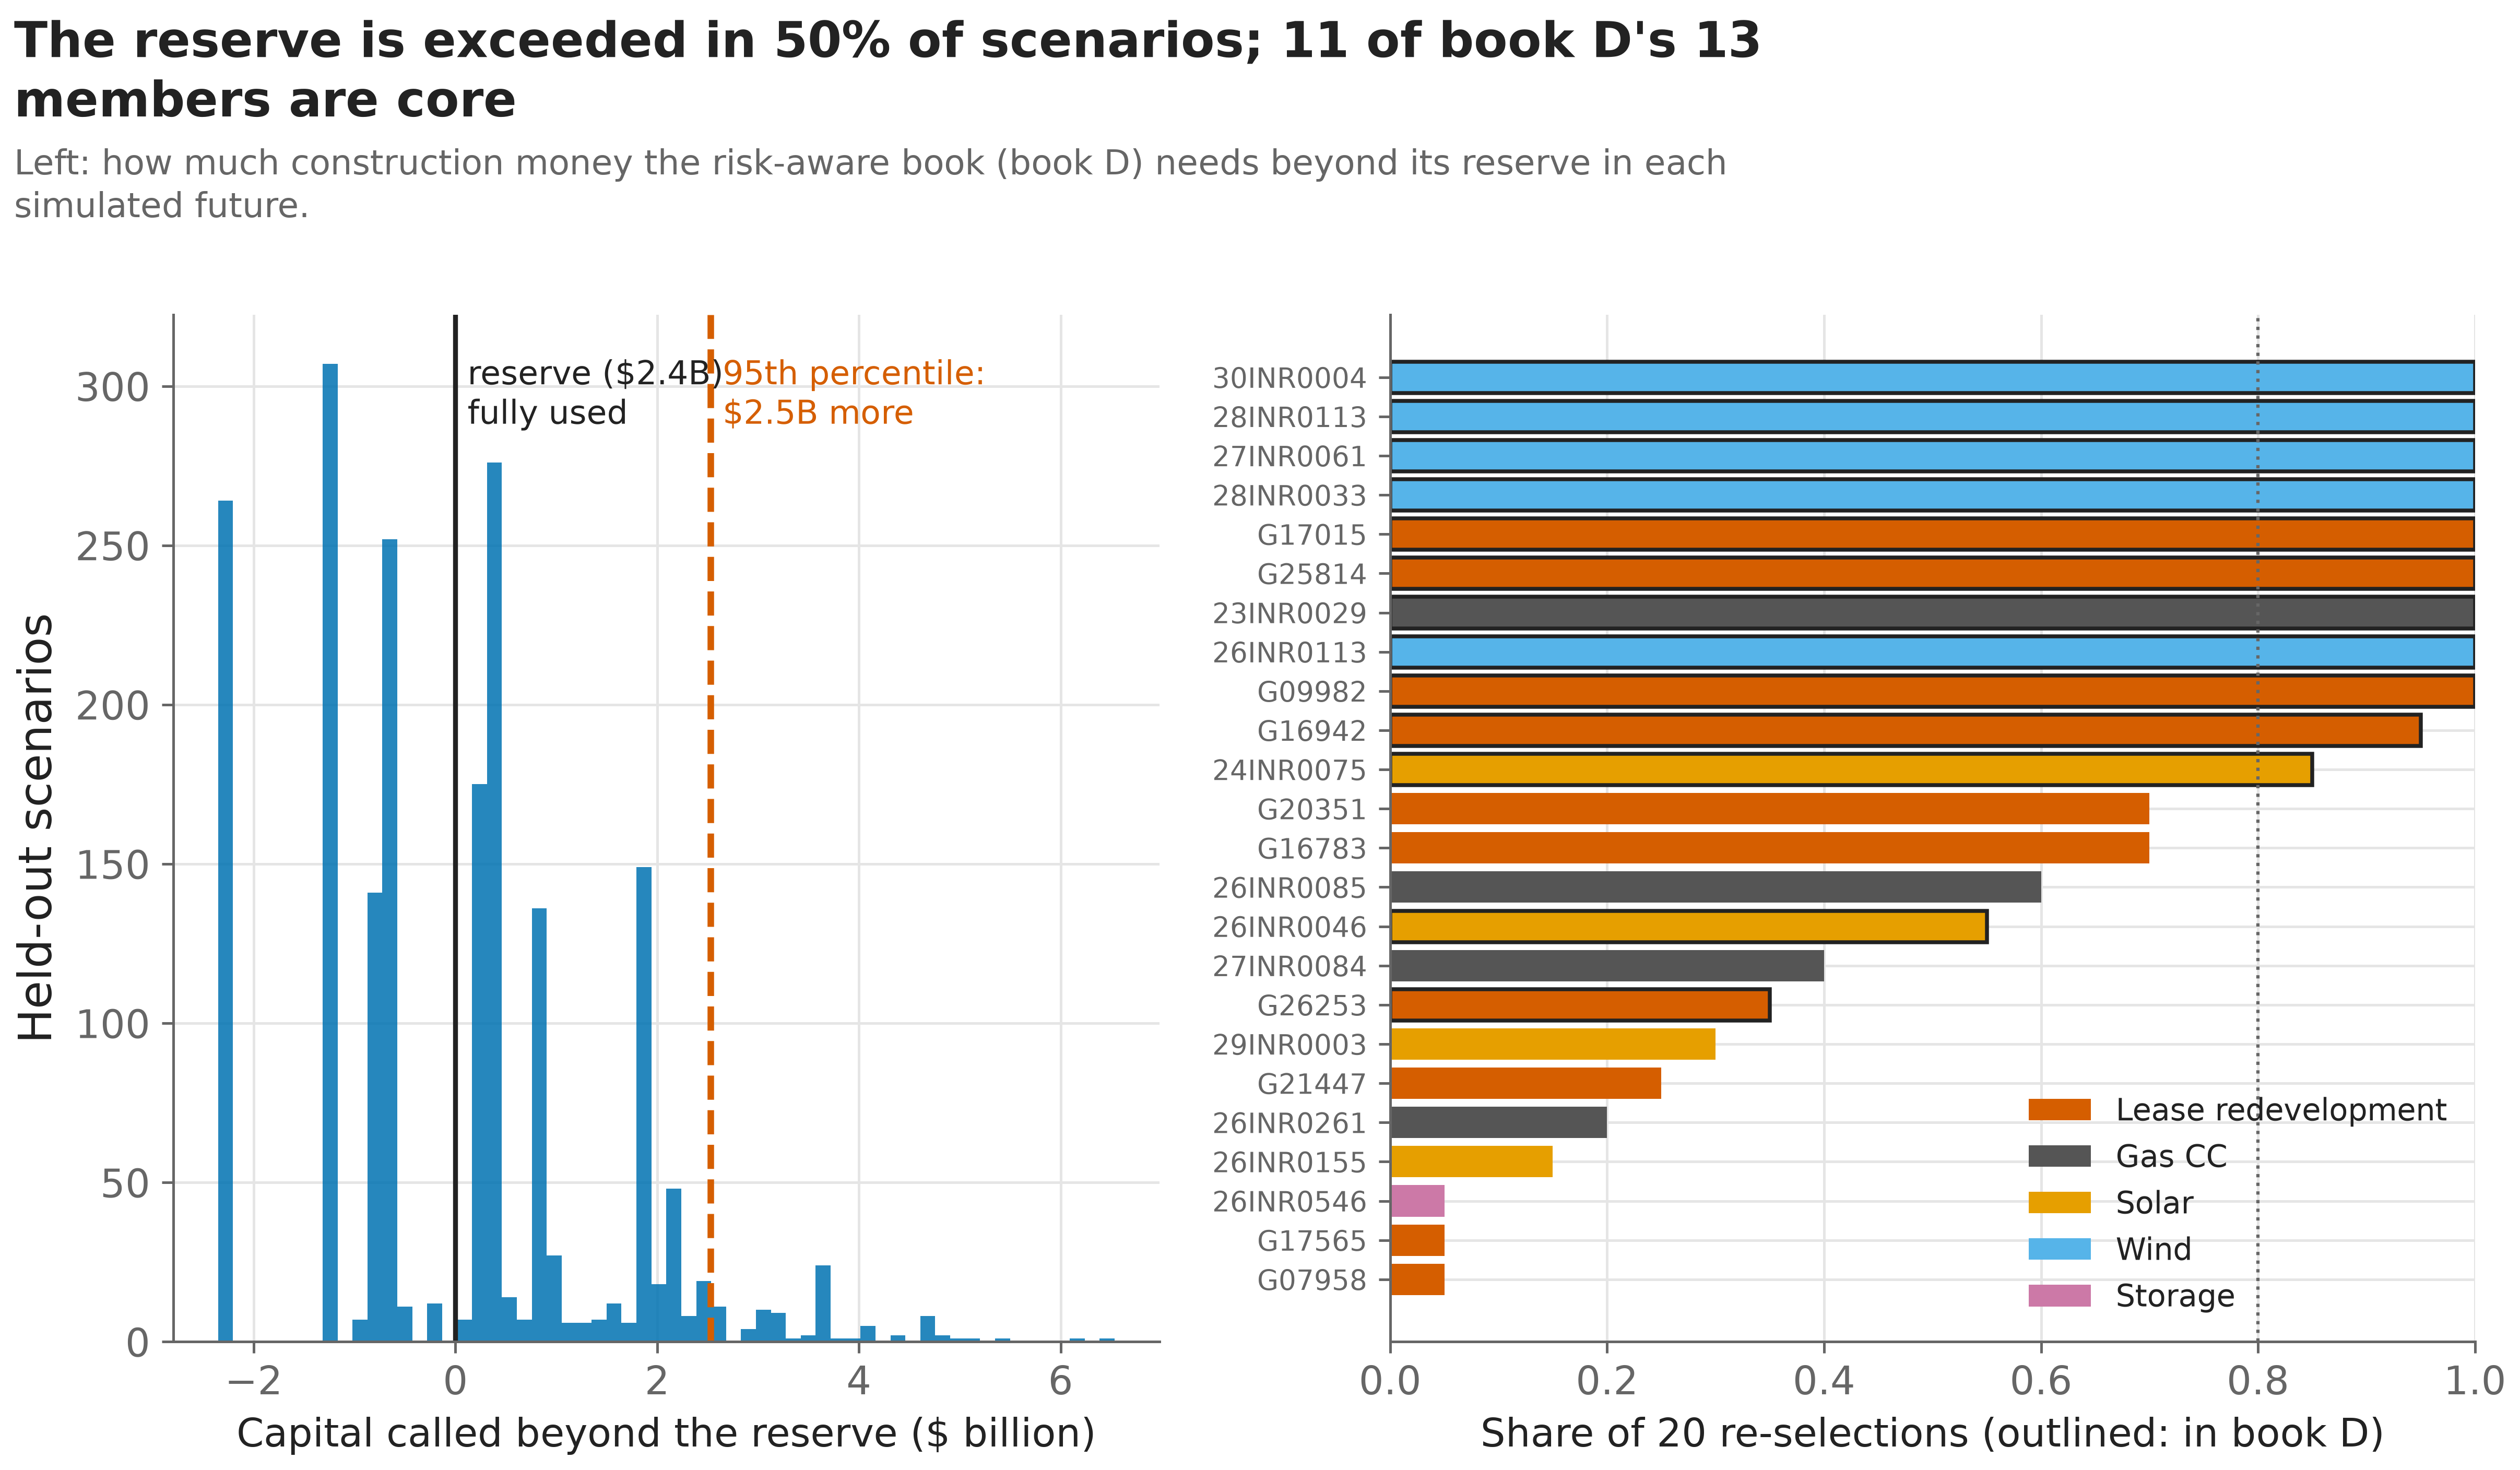 The reserve is exceeded in 50% of scenarios; 11 of book D's 13
members are core
Left: how much construction money the risk-aware book (book D) needs beyond its reserve in each
simulated future.
Held-out scenarios
300
250
200
150
100
50
0
reserve ($2.4B)
fully used
95th percentile:
$2.5B more
−2
0
2
4
6
Capital called beyond the reserve ($ billion)
30INR0004
28INR0113
27INR0061
28INR0033
G17015
G25814
23INR0029
26INR0113
G09982
G16942
24INR0075
G20351
G16783
26INR0085
26INR0046
27INR0084
G26253
29INR0003
G21447
26INR0261
26INR0155
26INR0546
G17565
G07958
Lease redevelopment
Gas CC
Solar
Wind
Storage
0.0
0.2
0.4
0.6
0.8
1.0
Share of 20 re-selections (outlined: in book D)